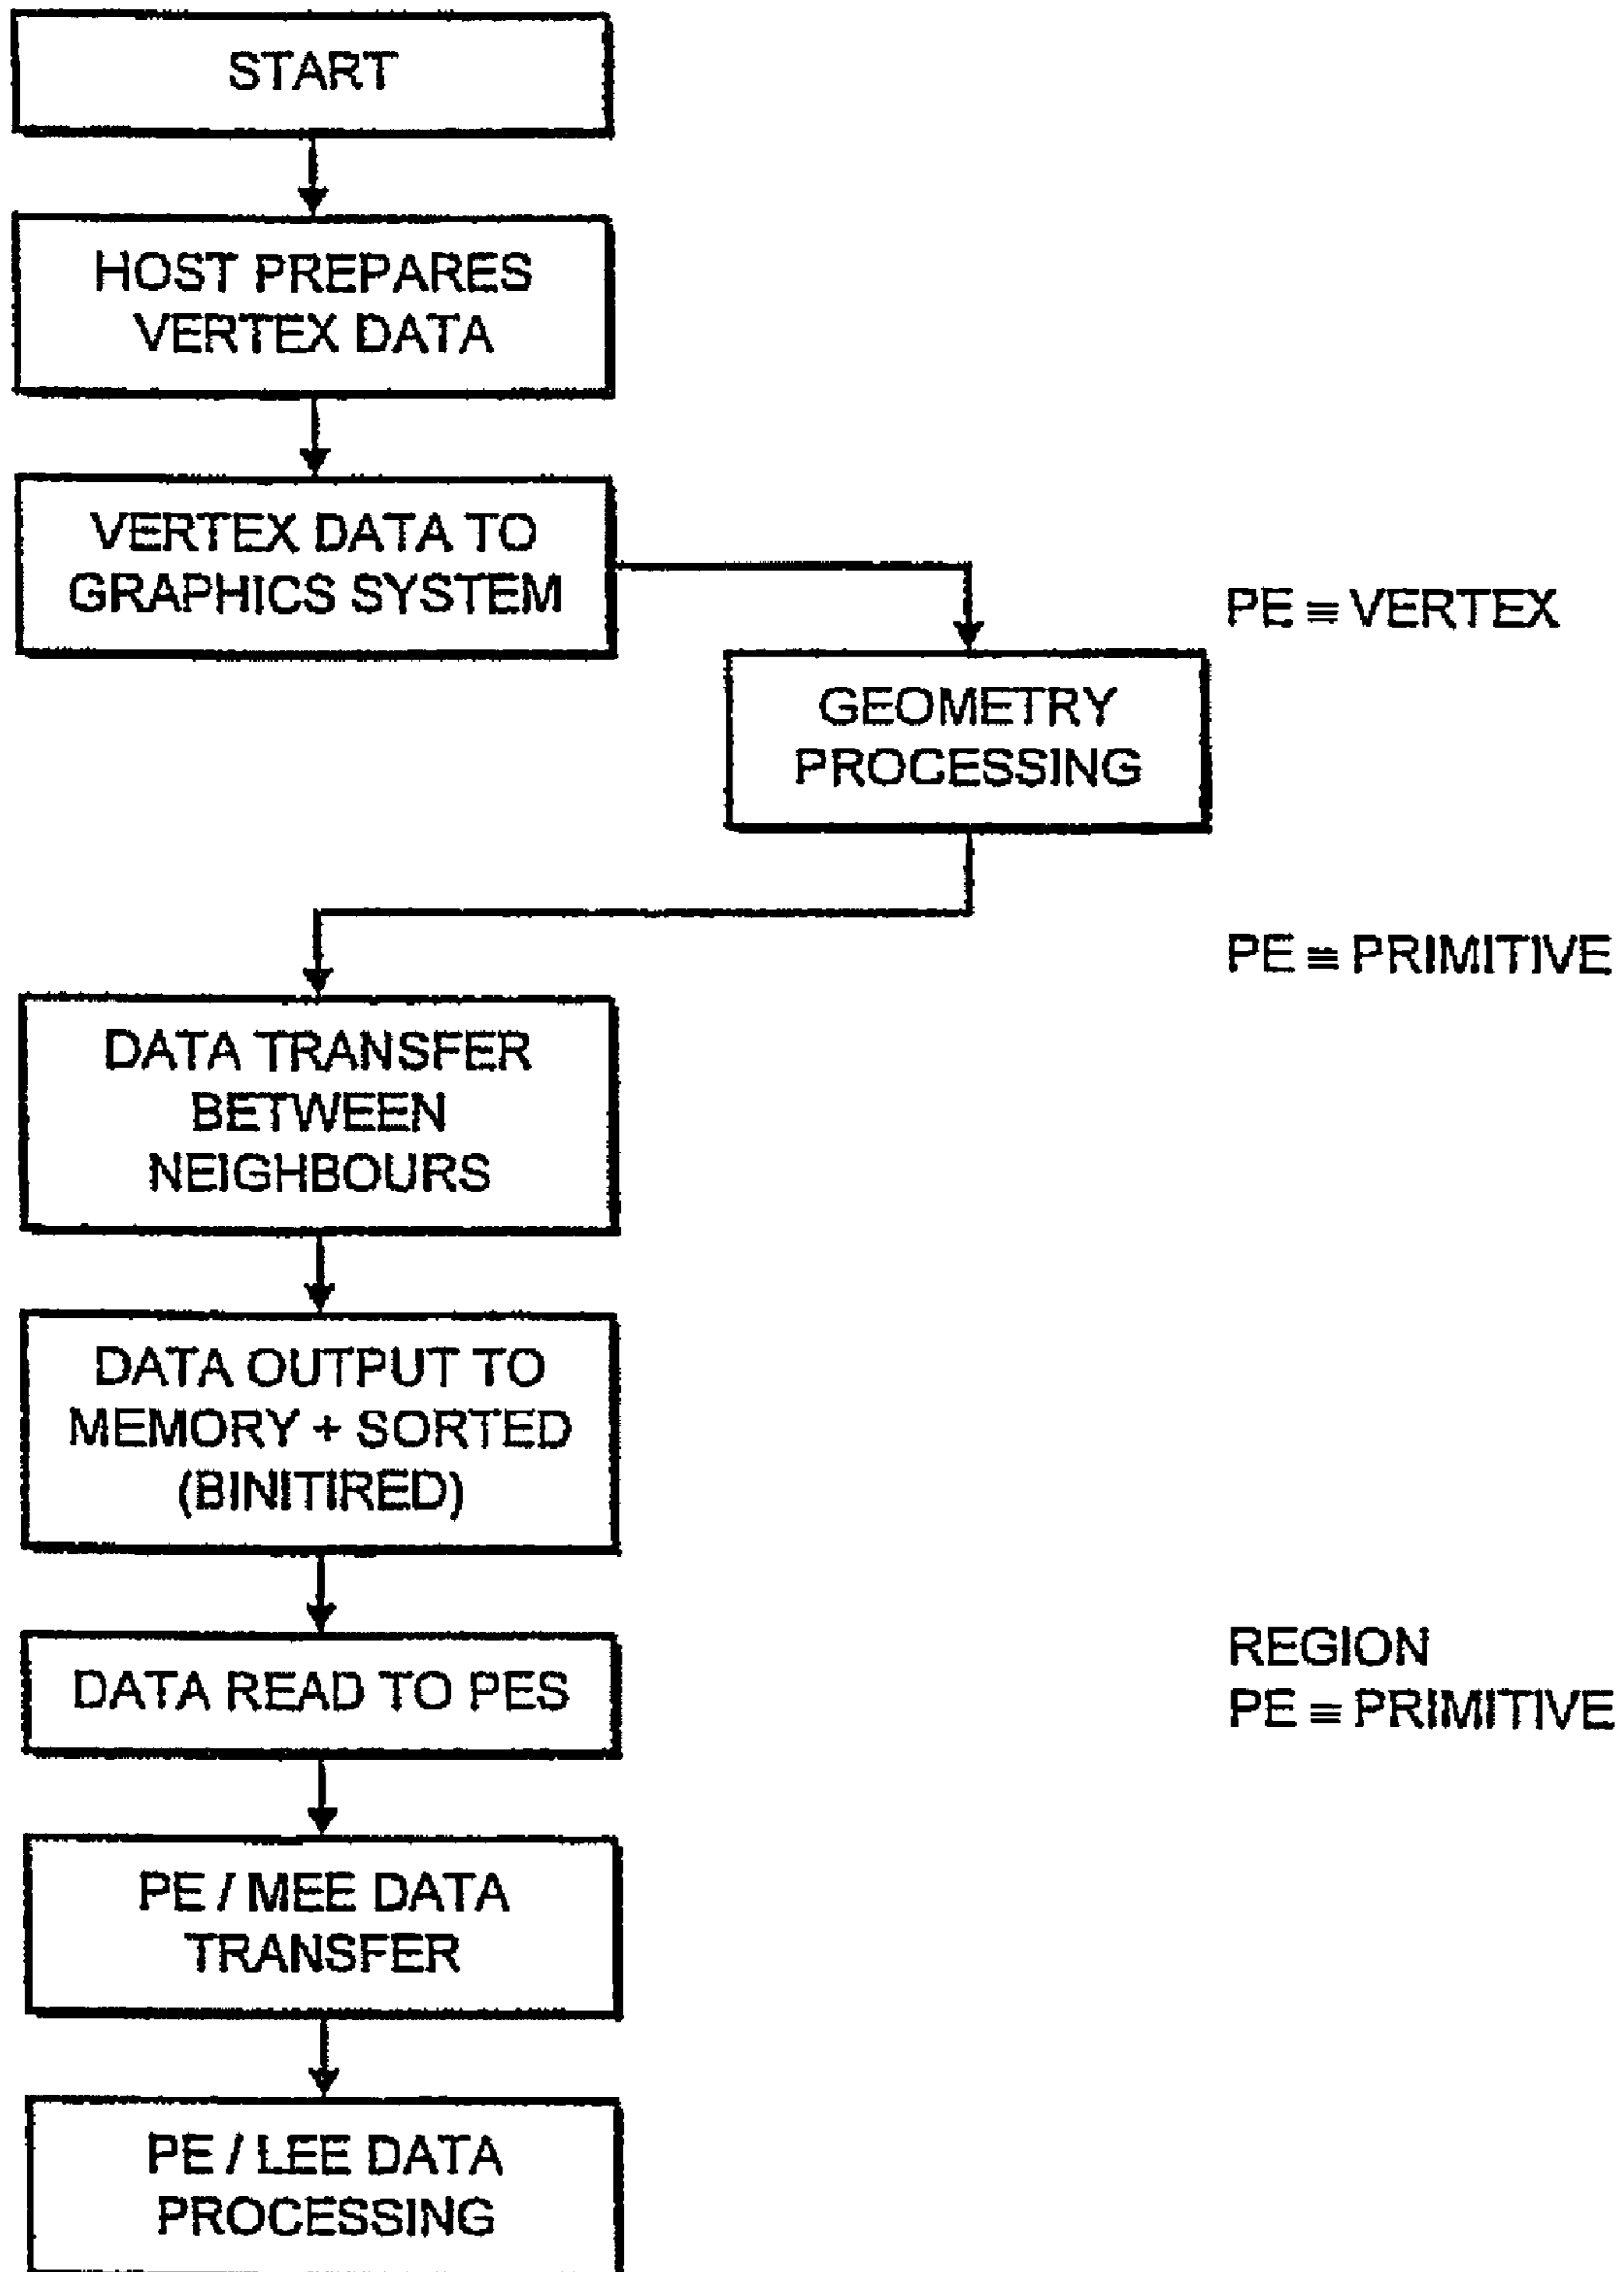 START
HOST PREPARES
VERTEX DATA
VERTEX DATA TO
GRAPHICS SYSTEM
PE ≡ VERTEX
GEOMETRY
PROCESSING
PE ≡ PRIMITIVE
DATA TRANSFER
BETWEEN
NEIGHBOURS
DATA OUTPUT TO
MEMORY + SORTED
(BINITIRED)
DATA READ TO PES
REGION
PE ≡ PRIMITIVE
PE / MEE DATA
TRANSFER
PE / LEE DATA
PROCESSING